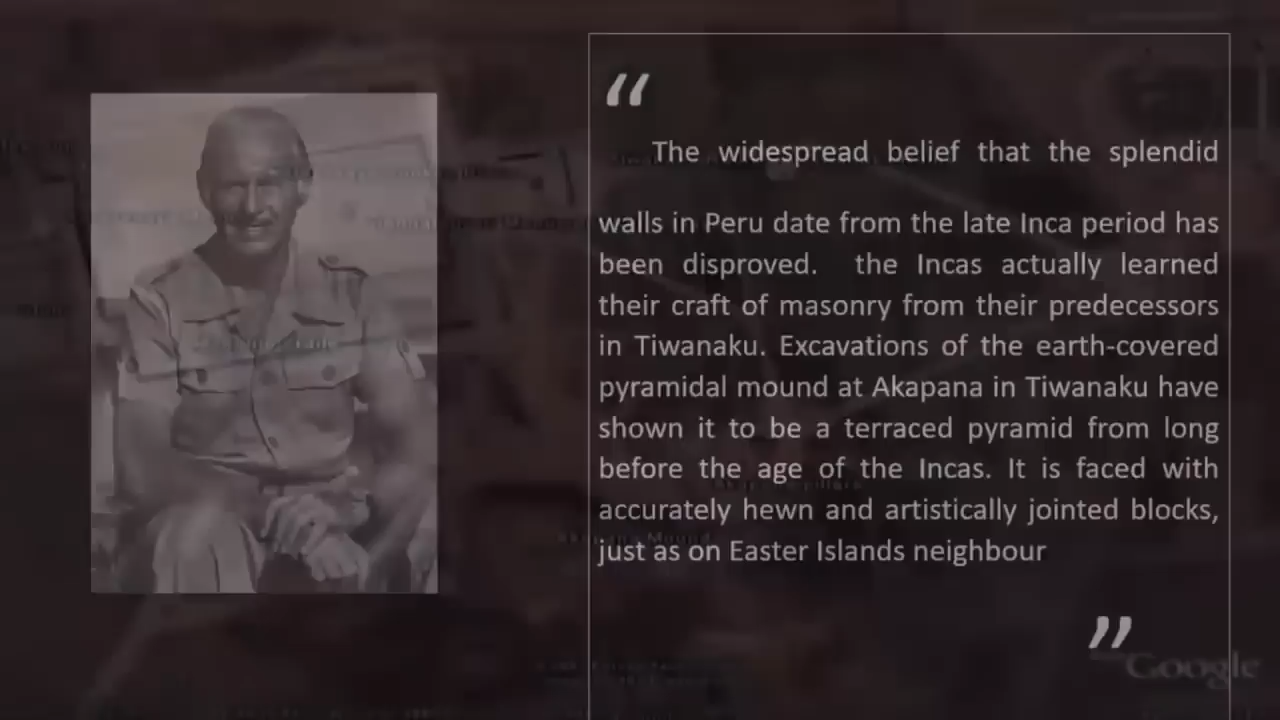 “
The widespread belief that the splendid
walls in Peru date from the late Inca period has
been disproved. the Incas actually learned
their craft of masonry from their predecessors
in Tiwanaku. Excavations of the earth-covered
pyramidal mound at Akapana in Tiwanaku have
shown it to be a terraced pyramid from long
before the age of the Incas. It is faced with
accurately hewn and artistically jointed blocks,
just as on Easter Islands neighbour
”
Google